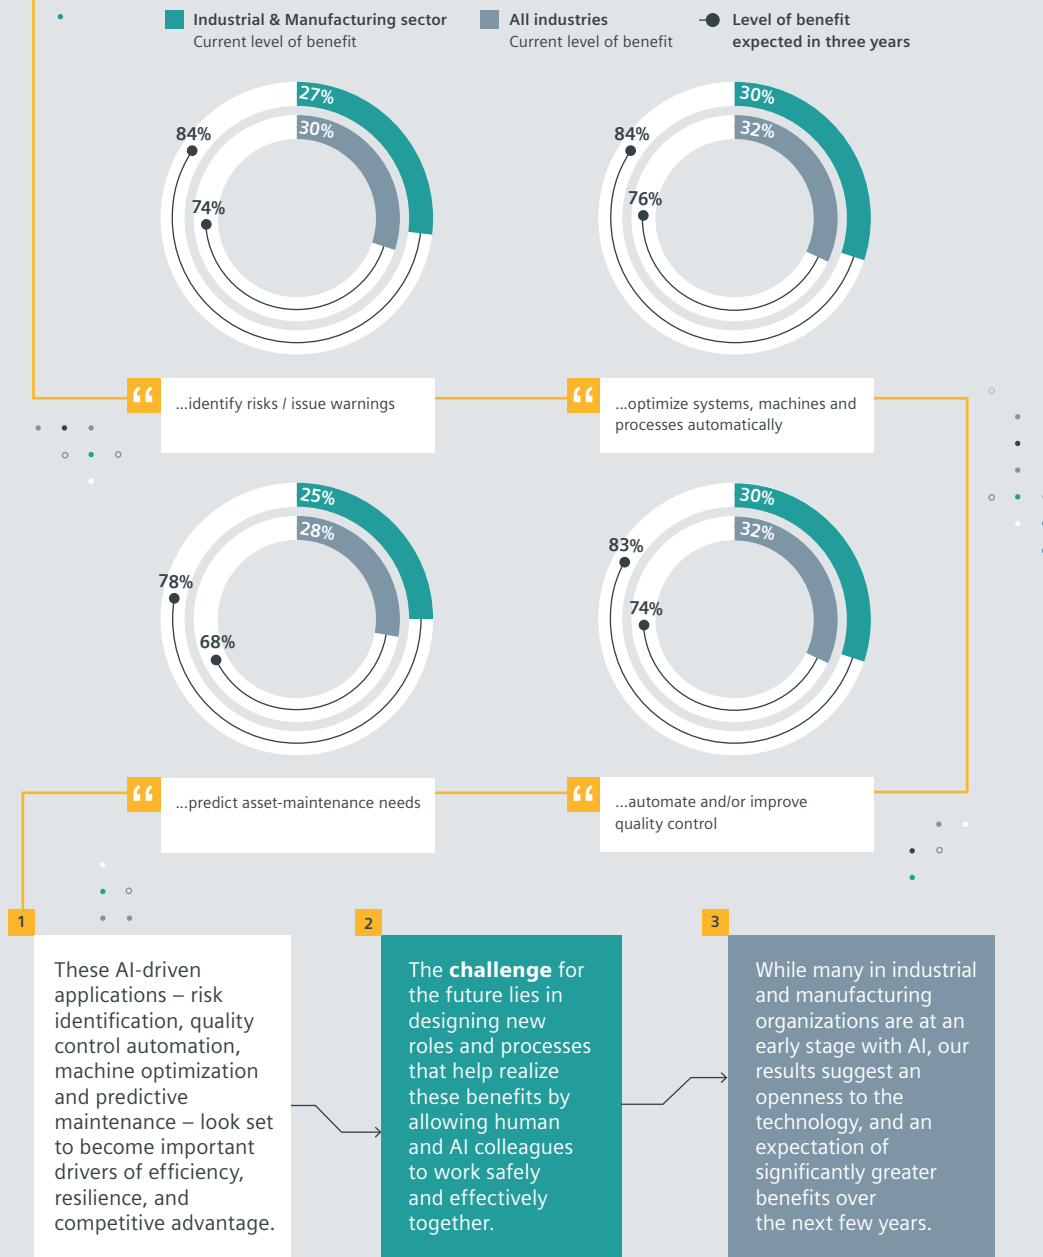 Industrial & Manufacturing sector
Current level of benefit
All industries
Current level of benefit
Level of benefit
expected in three years
27%
30%
84%
74%
30%
32%
84%
76%
“
...identify risks / issue warnings
“
...optimize systems, machines and
processes automatically
25%
28%
78%
68%
30%
32%
83%
74%
“
...predict asset-maintenance needs
“
...automate and/or improve
quality control
1
These AI-driven
applications – risk
identification, quality
control automation,
machine optimization
and predictive
maintenance – look set
to become important
drivers of efficiency,
resilience, and
competitive advantage.
2
The challenge for
the future lies in
designing new
roles and processes
that help realize
these benefits by
allowing human
and AI colleagues
to work safely
and effectively
together.
3
While many in industrial
and manufacturing
organizations are at an
early stage with AI, our
results suggest an
openness to the
technology, and an
expectation of
significantly greater
benefits over
the next few years.